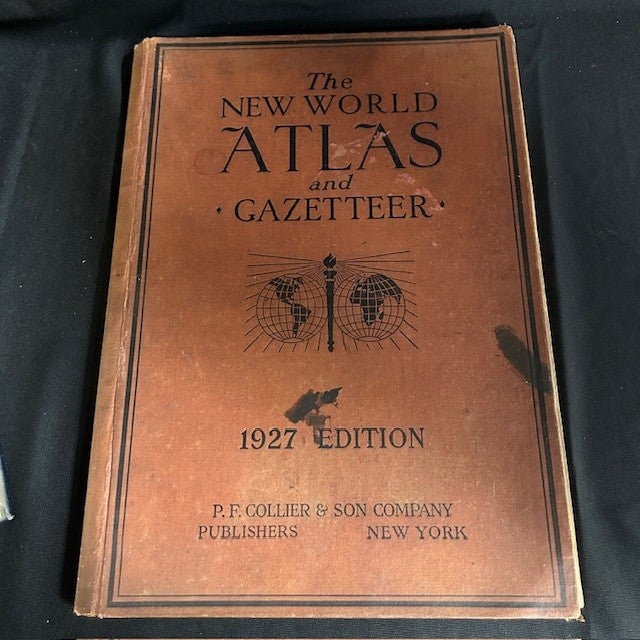 The
NEW WORLD
ATLAS
and
· GAZETTEER ·
1927 EDITION
P. F. COLLIER & SON COMPANY
PUBLISHERS NEW YORK